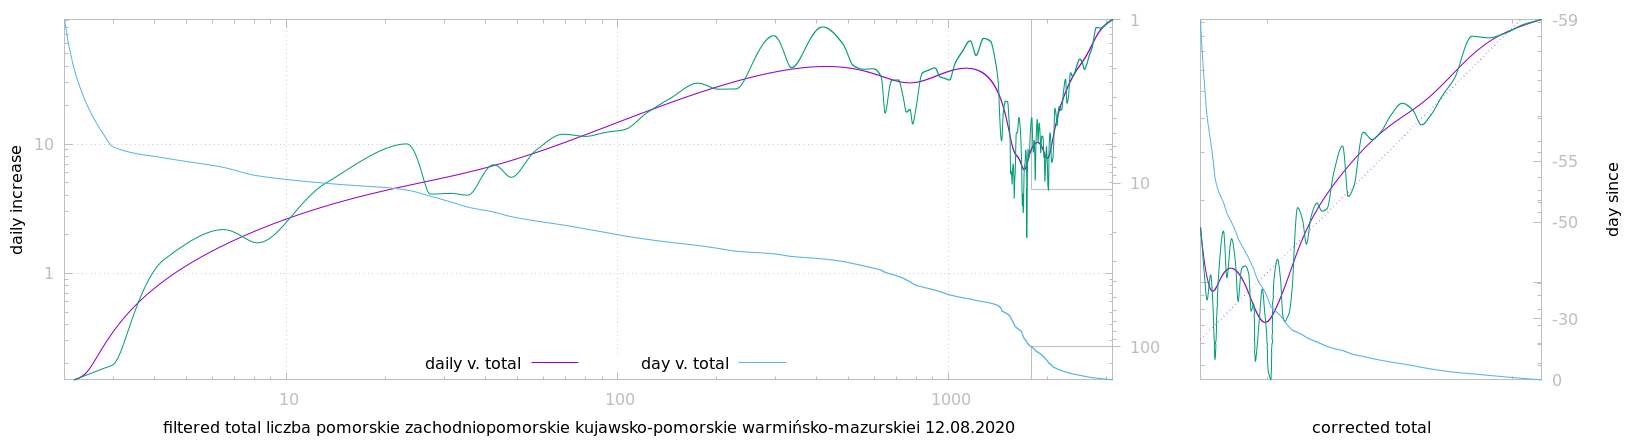 1
-59
10
daily increase
10
-55
-50
day since
1
-30
daily v. total
day v. total
100
0
10
100
1000
filtered total liczba pomorskie zachodniopomorskie kujawsko-pomorskie warmińsko-mazurskiei 12.08.2020
corrected total